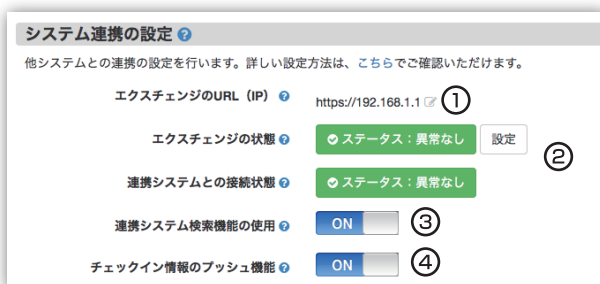 システム連携の設定 ?
他システムとの連携の設定を行います。詳しい設定方法は、こちらでご確認いただけます。
エクスチェンジのURL（IP） ? https://192.168.1.1 ①
エクスチェンジの状態 ? ステータス：異常なし 設定 ②
連携システムとの接続状態 ? ステータス：異常なし
連携システム検索機能の使用 ? ON ③
チェックイン情報のプッシュ機能 ? ON ④